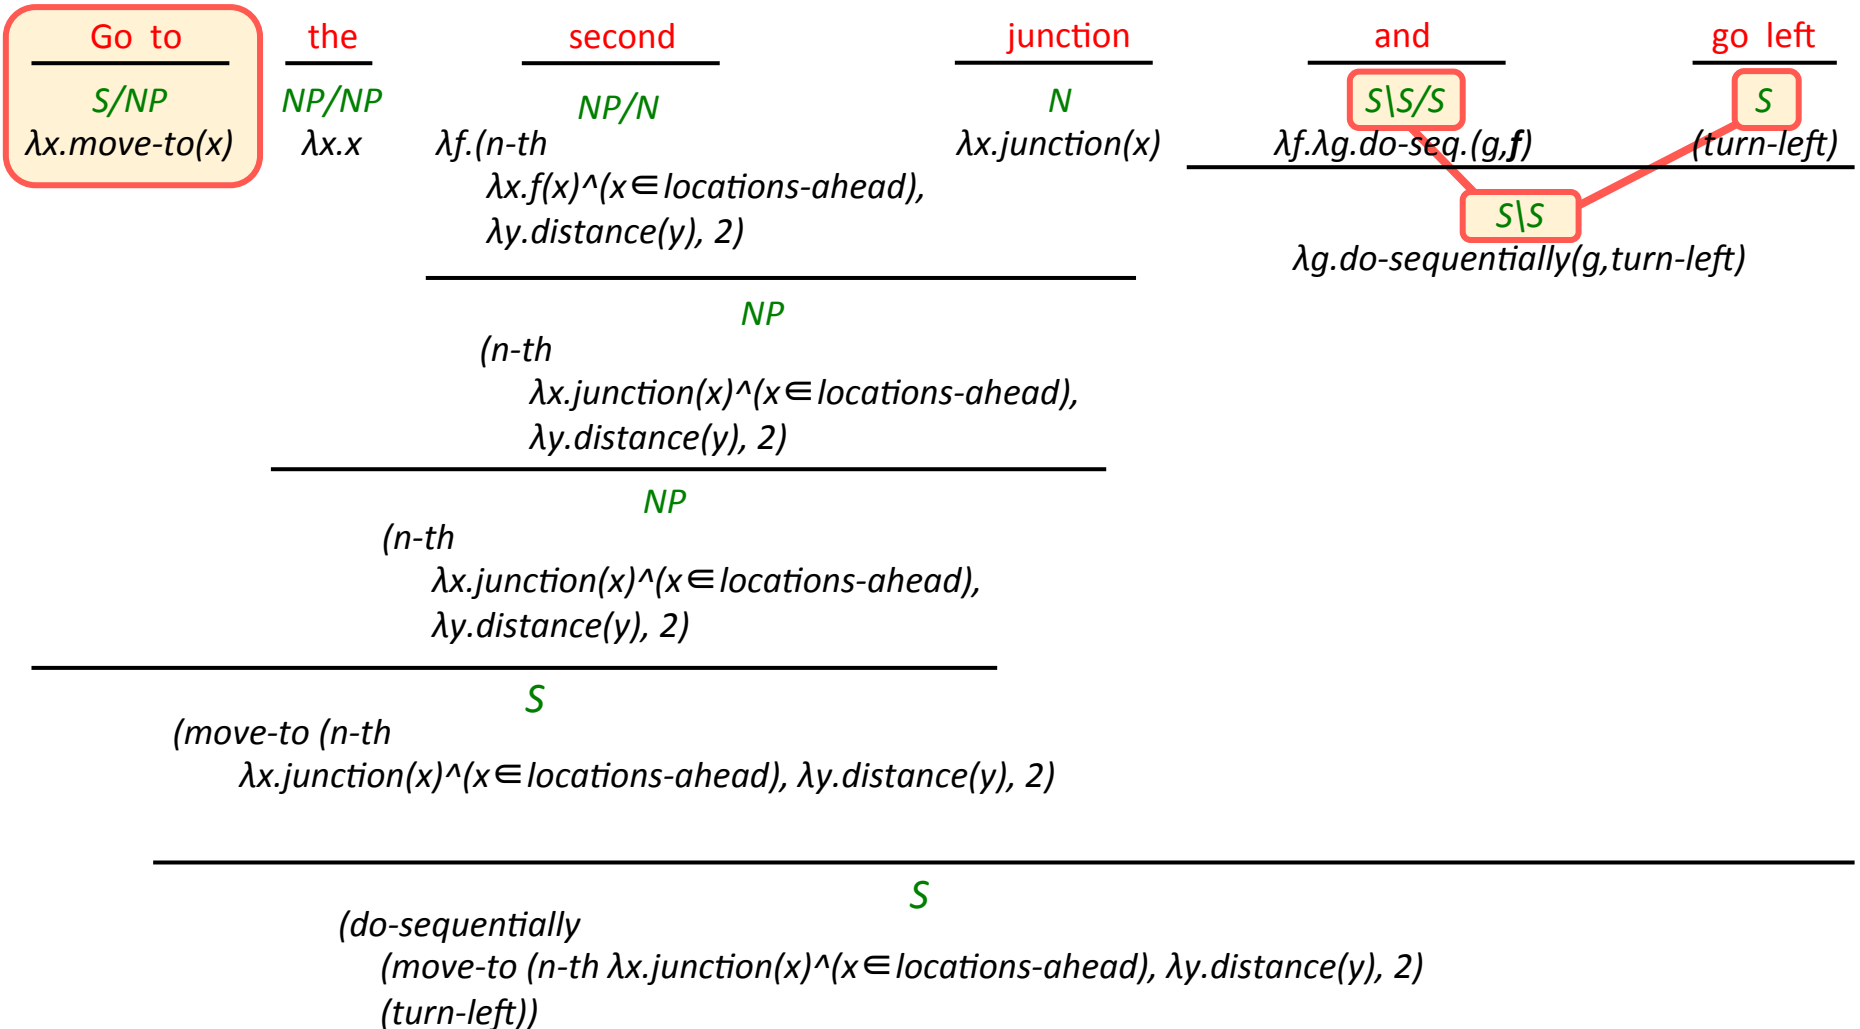 Go to the second junction and go left
S/NP NP/NP NP/N N S\S/S S
λx.move-to(x) λx.x λf.(n-th λx.junction(x) λf.λg.do-seq.(g,f) (turn-left)
λx.f(x)^(x∈locations-ahead),
λy.distance(y), 2)
S\S
λg.do-sequentially(g,turn-left)
NP
(n-th
λx.junction(x)^(x∈locations-ahead),
λy.distance(y), 2)
NP
(n-th
λx.junction(x)^(x∈locations-ahead),
λy.distance(y), 2)
S
(move-to (n-th
λx.junction(x)^(x∈locations-ahead), λy.distance(y), 2)
S
(do-sequentially
(move-to (n-th λx.junction(x)^(x∈locations-ahead), λy.distance(y), 2)
(turn-left))